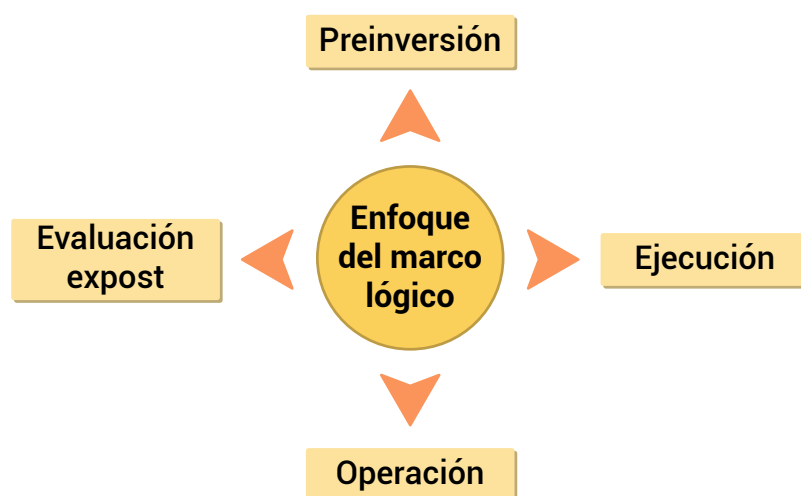 Preinversión
Evaluación
expost
Enfoque
del marco
lógico
Ejecución
Operación